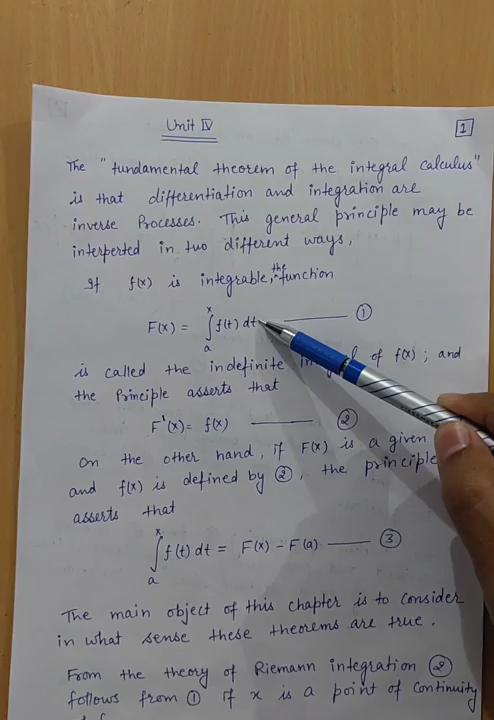 Unit IV
1
The "fundamental theorem of the integral calculus"
is that differentiation and integration are
inverse Processes. This general principle may be
interperted in two different ways,
If f(x) is integrable, the function
F(x) = ∫ₐˣ f(t) dt ——— ①
is called the indefinite of f(x) ; and
the Principle asserts that
F'(x) = f(x) ——— ②
On the other hand, if F(x) is a given
and f(x) is defined by ②, the principle
asserts that
∫ₐˣ f(t) dt = F(x) - F(a) ——— ③
The main object of this chapter is to consider
in what sense these theorems are true.
From the theory of Riemann integration ②
follows from ① if x is a point of Continuity